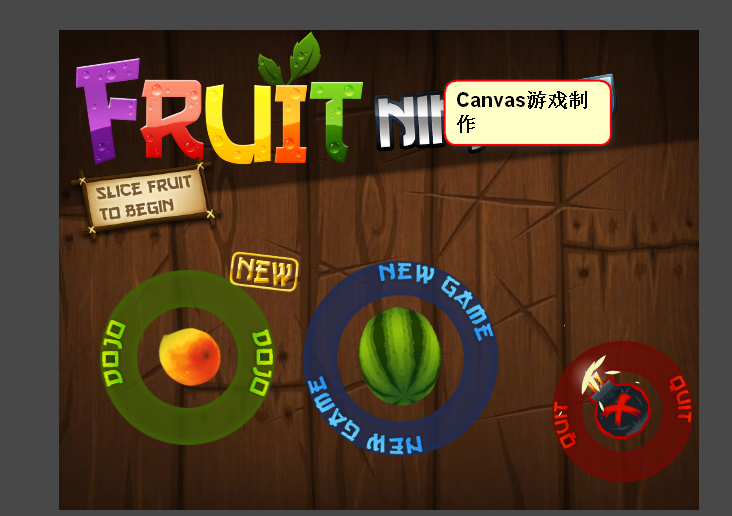 FRUIT
Canvas游戏制
作
SLICE FRUIT
TO BEGIN
NEW
NEW GAME
DOJO
DOJO
NEW GAME
QUIT
QUIT